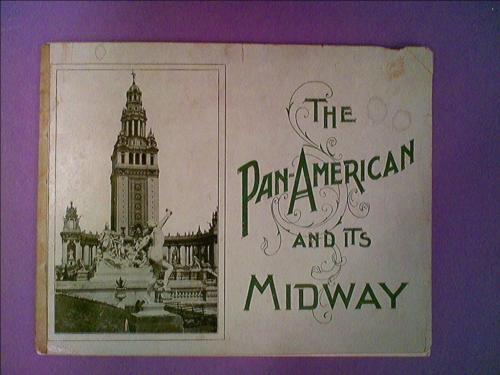 THE
PAN-AMERICAN
AND ITS
MIDWAY